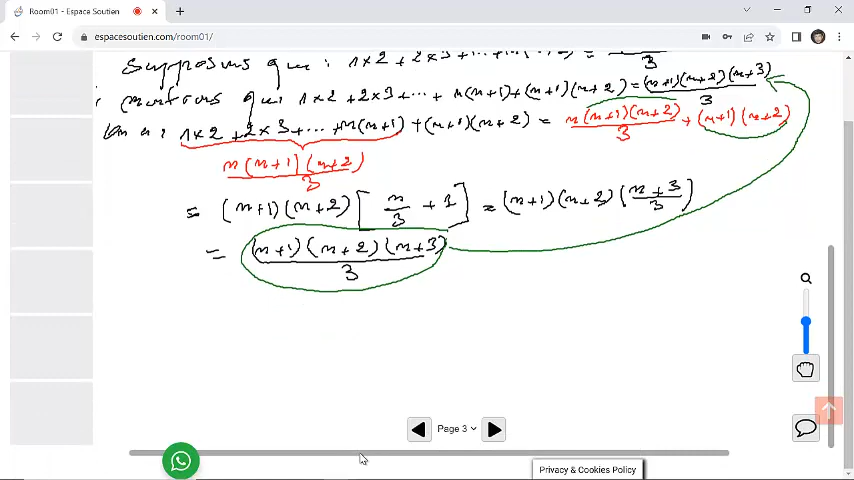 Room01 - Espace Soutien
espacesoutien.com/room01/
Supposons que : 1×2 + 2×3 + ... + 3
montrons que : 1×2 + 2×3 + ... + n(n+1) + (n+1)(n+2) = (n+1)(n+2)(n+3) / 3
On a : 1×2 + 2×3 + ... + n(n+1) + (n+1)(n+2) = n(n+1)(n+2) / 3 + (n+1)(n+2)
n(n+1)(n+2) / 3
= (n+1)(n+2) [ n/3 + 1 ] = (n+1)(n+2) ( n+3 / 3 )
= (n+1)(n+2)(n+3) / 3
Page 3
Privacy & Cookies Policy